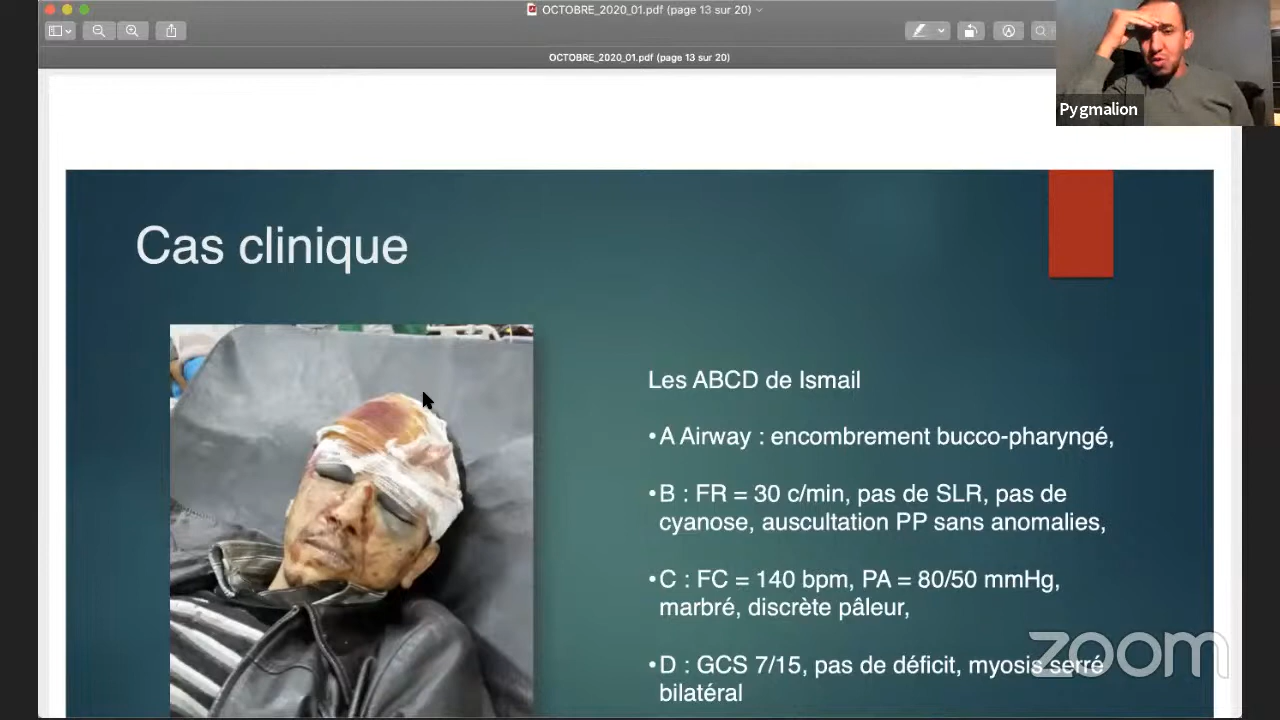 OCTOBRE_2020_01.pdf (page 13 sur 20)
OCTOBRE_2020_01.pdf (page 13 sur 20)
Pygmalion
Cas clinique
Les ABCD de Ismail
•A Airway : encombrement bucco-pharyngé,
•B : FR = 30 c/min, pas de SLR, pas de
cyanose, auscultation PP sans anomalies,
•C : FC = 140 bpm, PA = 80/50 mmHg,
marbré, discrète pâleur,
•D : GCS 7/15, pas de déficit, myosis serré
bilatéral
zoom